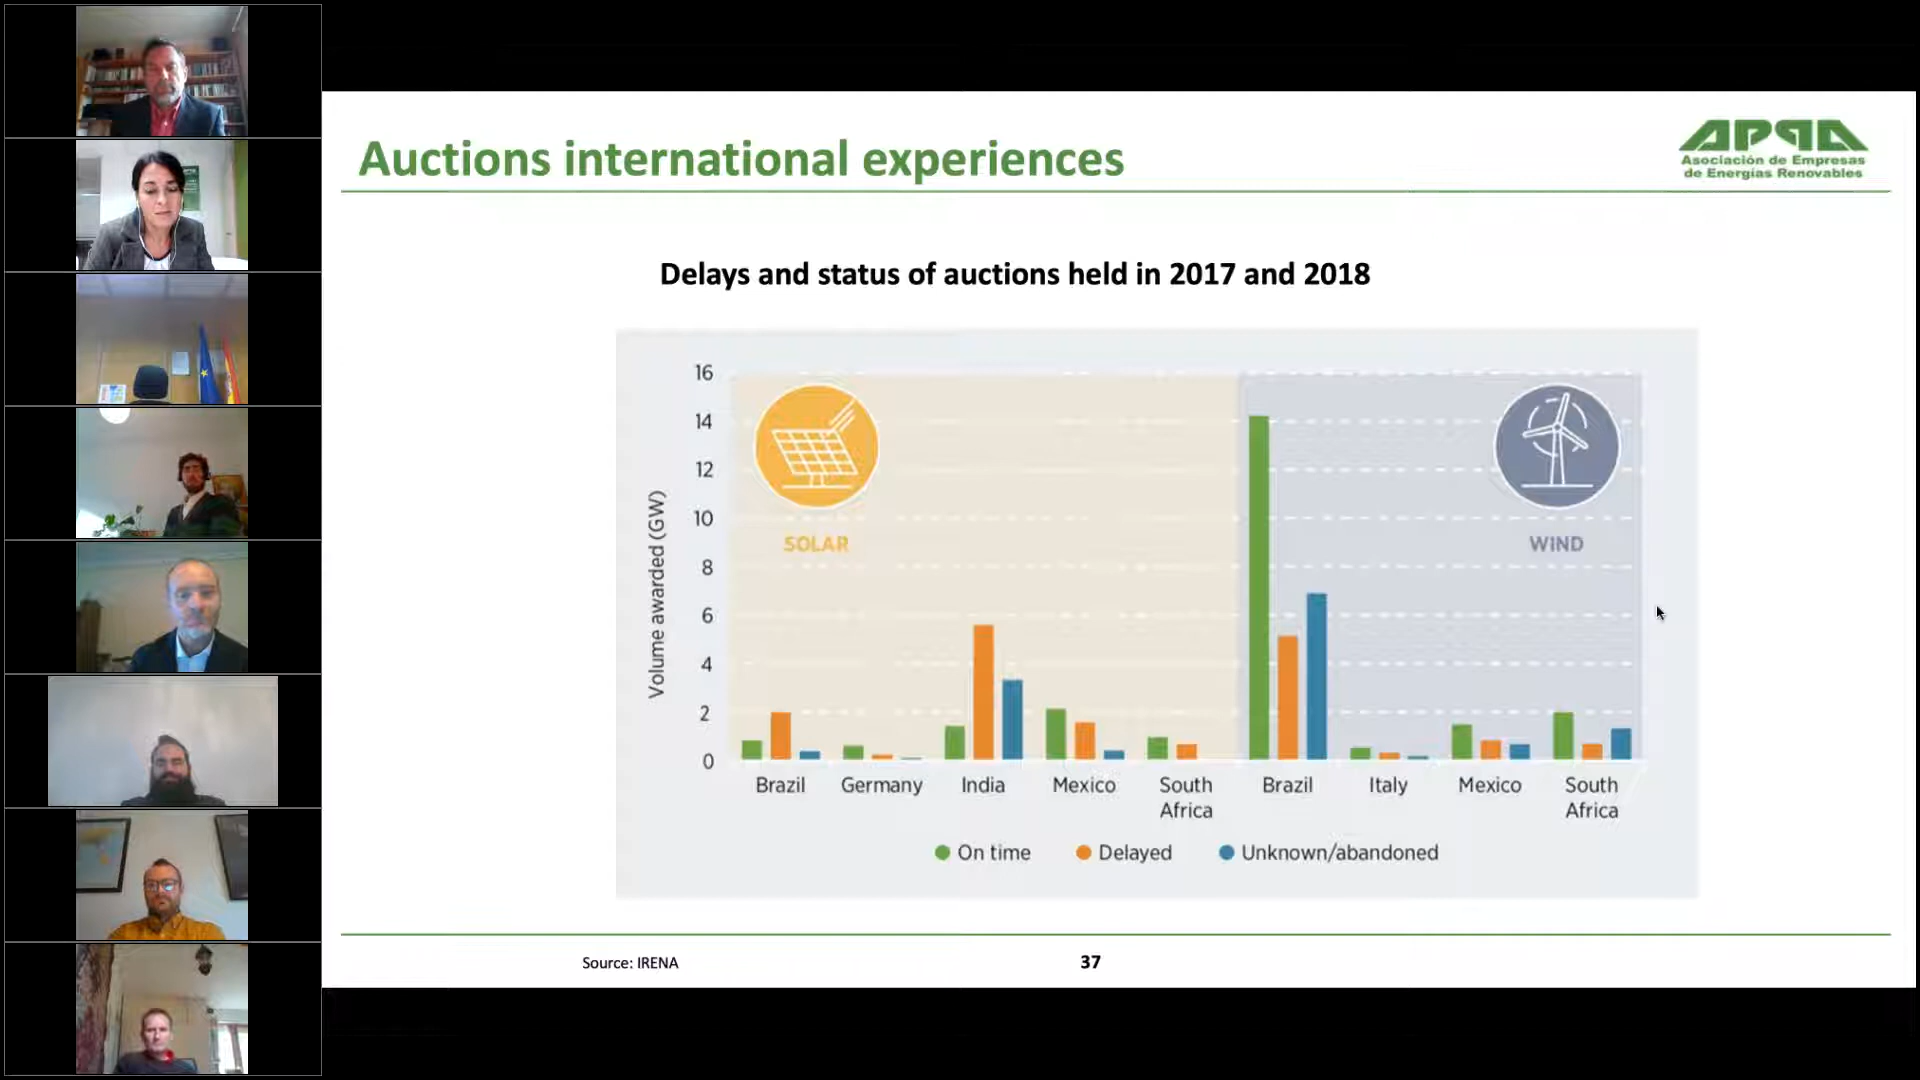 Auctions international experiences
APPA
Asociación de Empresas
de Energías Renovables
Delays and status of auctions held in 2017 and 2018
Volume awarded (GW)
16
14
12
10
8
6
4
2
0
SOLAR
WIND
Brazil
Germany
India
Mexico
South
Africa
Brazil
Italy
Mexico
South
Africa
On time
Delayed
Unknown/abandoned
Source: IRENA
37